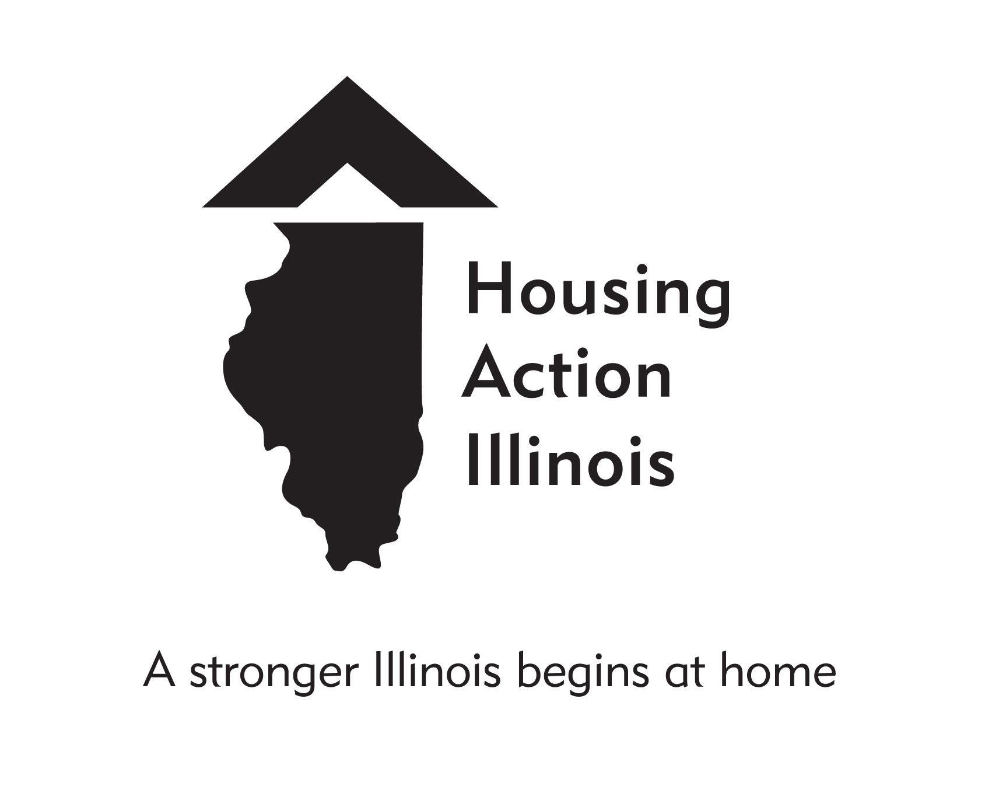 Housing
Action
Illinois
A stronger Illinois begins at home